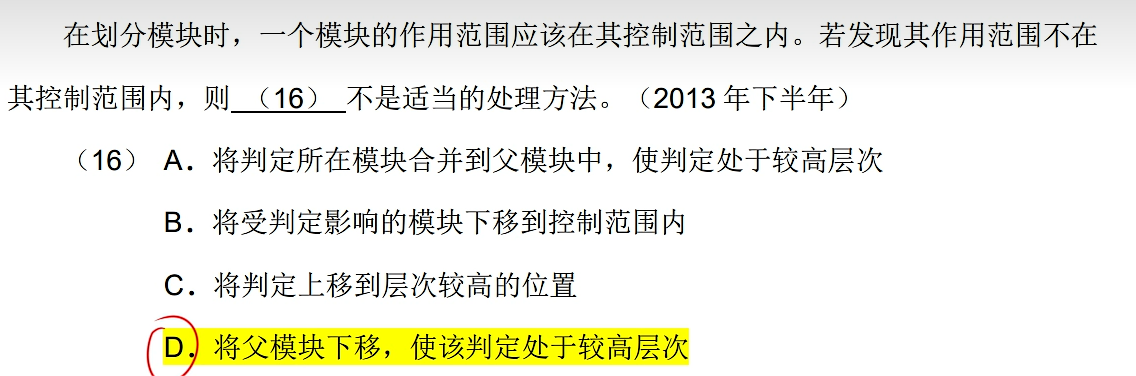 在划分模块时，一个模块的作用范围应该在其控制范围之内。若发现其作用范围不在
其控制范围内，则 （16） 不是适当的处理方法。（2013 年下半年）
（16） A．将判定所在模块合并到父模块中，使判定处于较高层次
B．将受判定影响的模块下移到控制范围内
C．将判定上移到层次较高的位置
D．将父模块下移，使该判定处于较高层次